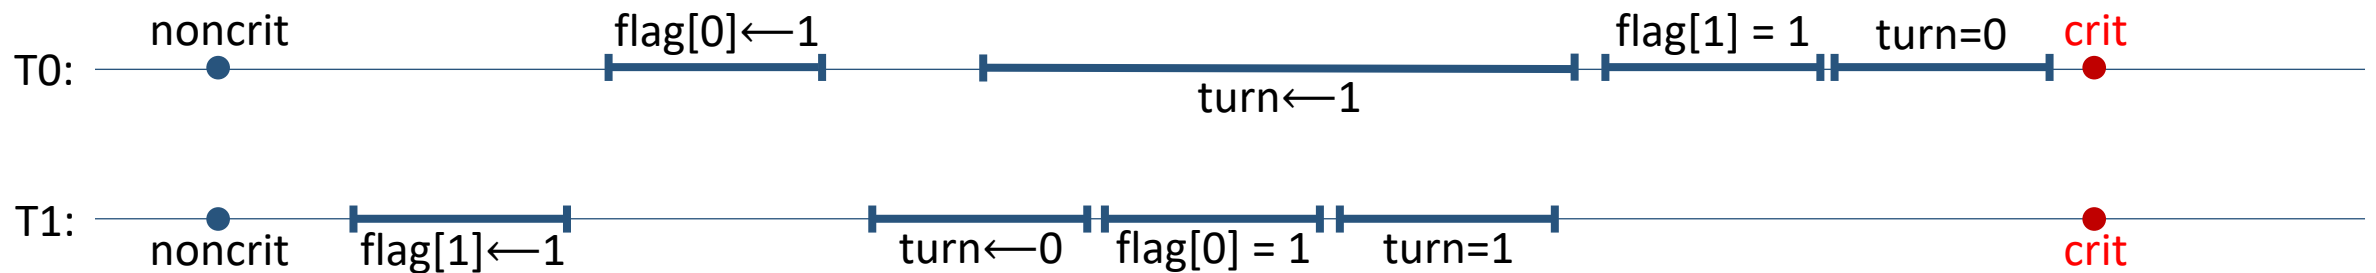 T0: noncrit flag[0]⟵1 turn⟵1 flag[1] = 1 turn=0 crit
T1: noncrit flag[1]⟵1 turn⟵0 flag[0] = 1 turn=1 crit